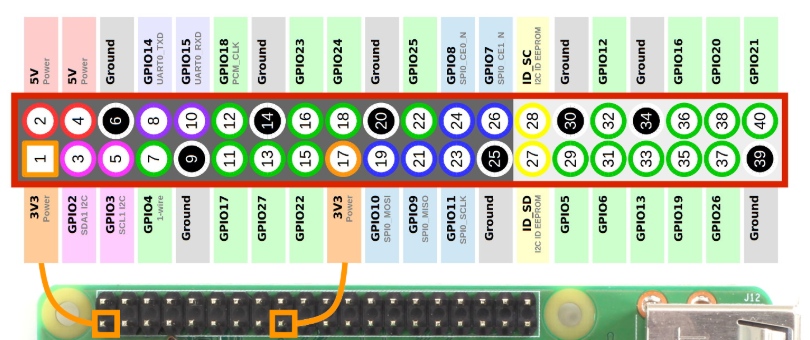 5V
Power
5V
Power
Ground
GPIO14
UART0_TXD
GPIO15
UART0_RXD
GPIO18
PCM_CLK
Ground
GPIO23
GPIO24
Ground
GPIO25
GPIO8
SPI0_CE0_N
GPIO7
SPI0_CE1_N
ID_SC
I2C ID EEPROM
Ground
GPIO12
Ground
GPIO16
GPIO20
GPIO21
2 4 6 8 10 12 14 16 18 20 22 24 26 28 30 32 34 36 38 40
1 3 5 7 9 11 13 15 17 19 21 23 25 27 29 31 33 35 37 39
3V3
Power
GPIO2
SDA1 I2C
GPIO3
SCL1 I2C
GPIO4
1-wire
Ground
GPIO17
GPIO27
GPIO22
3V3
Power
GPIO10
SPI0_MOSI
GPIO9
SPI0_MISO
GPIO11
SPI0_SCLK
Ground
ID_SD
I2C ID EEPROM
GPIO5
GPIO6
GPIO13
GPIO19
GPIO26
Ground
J12